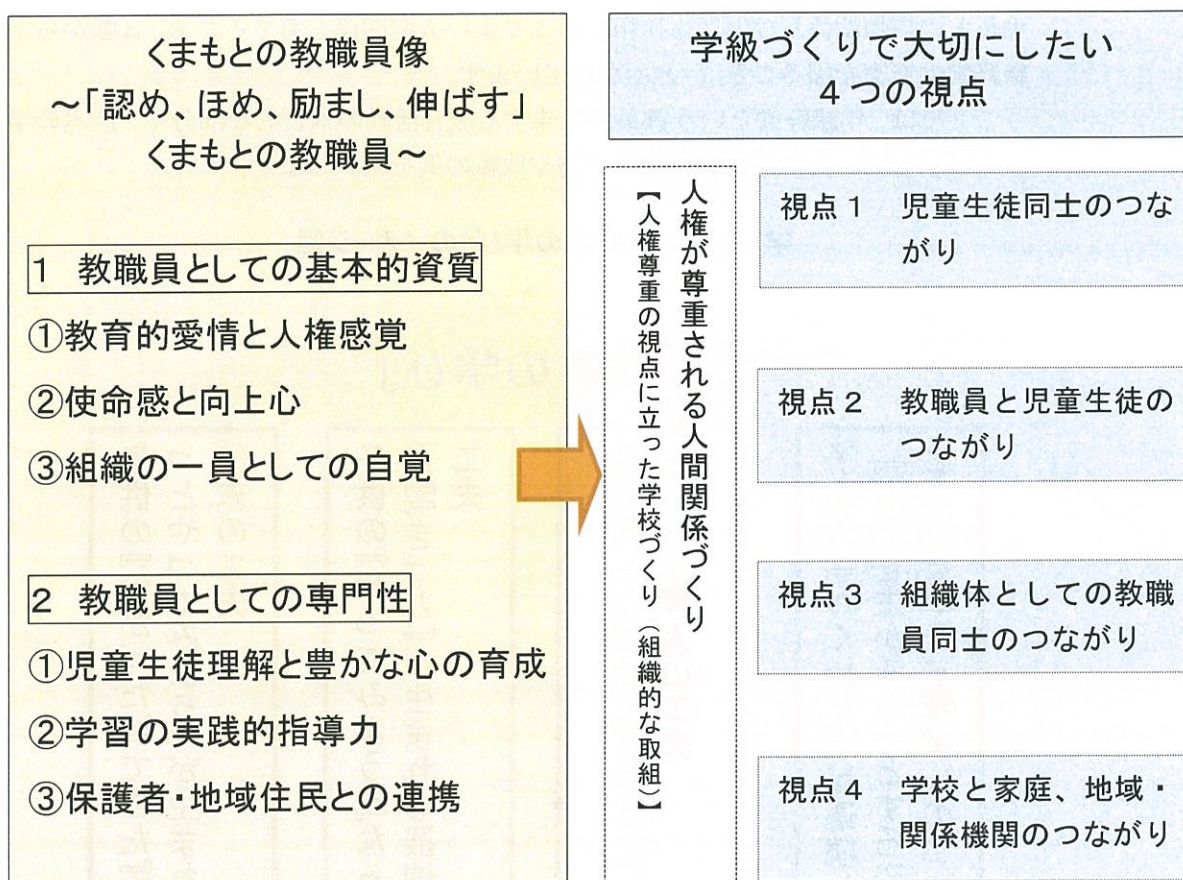 くまもとの教職員像
～「認め、ほめ、励まし、伸ばす」
くまもとの教職員～
1 教職員としての基本的資質
①教育的愛情と人権感覚
②使命感と向上心
③組織の一員としての自覚
2 教職員としての専門性
①児童生徒理解と豊かな心の育成
②学習の実践的指導力
③保護者・地域住民との連携
学級づくりで大切にしたい
４つの視点
人権が尊重される人間関係づくり
【人権尊重の視点に立った学校づくり（組織的な取組）】
視点１ 児童生徒同士のつな
がり
視点２ 教職員と児童生徒の
つながり
視点３ 組織体としての教職
員同士のつながり
視点４ 学校と家庭、地域・
関係機関のつながり